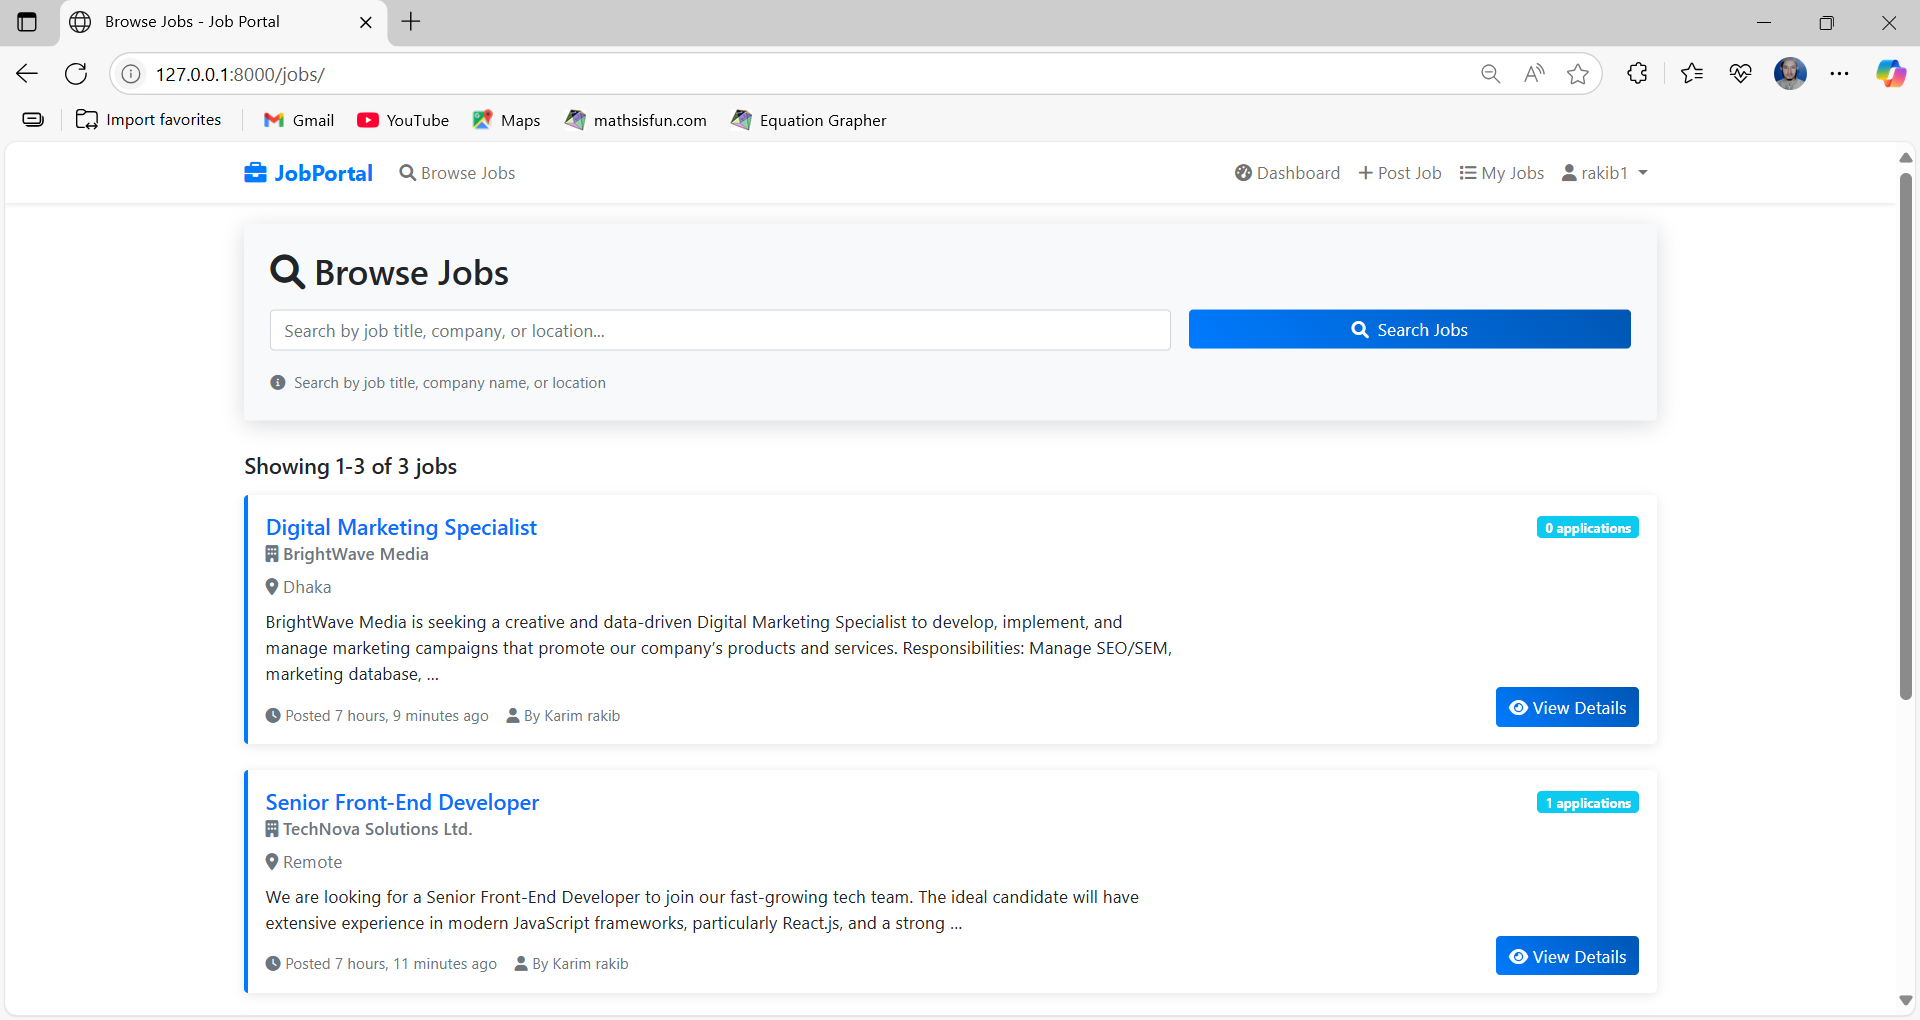 Browse Jobs - Job Portal
127.0.0.1:8000/jobs/
Import favorites
Gmail
YouTube
Maps
mathsisfun.com
Equation Grapher
JobPortal
Browse Jobs
Dashboard
Post Job
My Jobs
rakib1
Browse Jobs
Search by job title, company, or location...
Search Jobs
Search by job title, company name, or location
Showing 1-3 of 3 jobs
Digital Marketing Specialist
0 applications
BrightWave Media
Dhaka
BrightWave Media is seeking a creative and data-driven Digital Marketing Specialist to develop, implement, and
manage marketing campaigns that promote our company’s products and services. Responsibilities: Manage SEO/SEM,
marketing database, ...
Posted 7 hours, 9 minutes ago
By Karim rakib
View Details
Senior Front-End Developer
1 applications
TechNova Solutions Ltd.
Remote
We are looking for a Senior Front-End Developer to join our fast-growing tech team. The ideal candidate will have
extensive experience in modern JavaScript frameworks, particularly React.js, and a strong ...
Posted 7 hours, 11 minutes ago
By Karim rakib
View Details